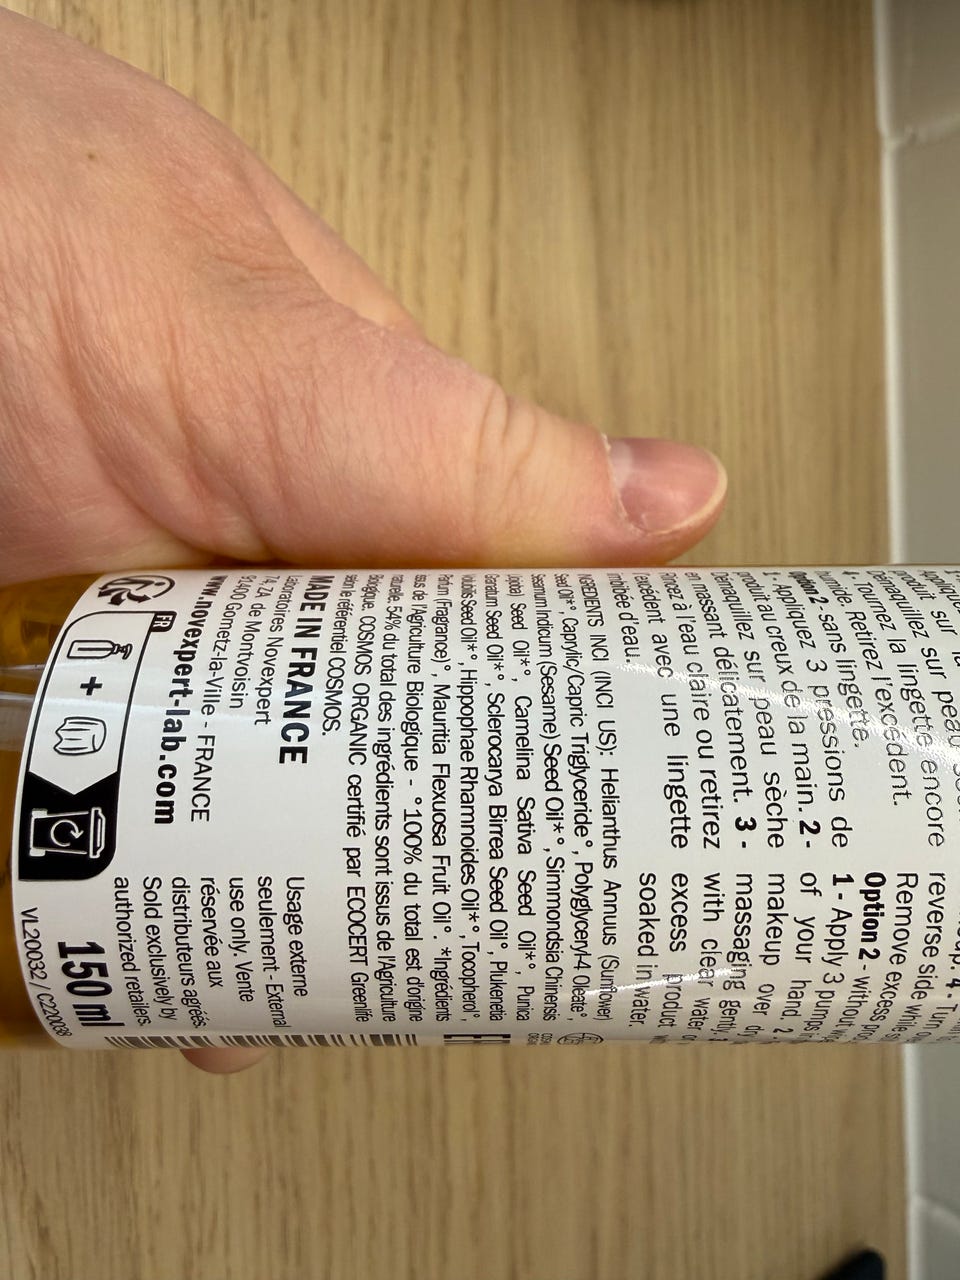 démaquillez sur peau
Tournez la lingette encore
humide. Retirez l'excédent.
Option 2 - sans lingette.
1 - Appliquez 3 pressions de
produit au creux de la main. 2 -
Démaquillez sur peau sèche
en massant délicatement. 3 -
Rincez à l'eau claire ou retirez
l'excédent avec une lingette
imbibée d'eau.
reverse side while
Remove excess
Option 2 - without
1 - Apply 3 pumps
of your hand. 2 -
makeup over
massaging gently.
with clear water or
excess product
soaked in water.
INGREDIENTS INCI (INCI US): Helianthus Annuus (Sunflower)
Seed Oil*°, Caprylic/Capric Triglyceride°, Polyglyceryl-4 Oleate°,
Sesamum Indicum (Sesame) Seed Oil*°, Simmondsia Chinensis
(Jojoba) Seed Oil*°, Camelina Sativa Seed Oil*°, Punica
Granatum Seed Oil*°, Sclerocarya Birrea Seed Oil°, Plukenetia
Volubilis Seed Oil*°, Hippophae Rhamnoides Oil*°, Tocopherol°,
Parfum (Fragrance)°, Mauritia Flexuosa Fruit Oil°. *Ingrédients
issus de l'Agriculture Biologique - °100% du total est d'origine
naturelle. 54% du total des ingrédients sont issus de l'Agriculture
Biologique. COSMOS ORGANIC certifié par ECOCERT Greenlife
selon le référentiel COSMOS.
MADE IN FRANCE
Laboratoires Novexpert
74, ZA de Montvoisin
91400 Gometz-la-Ville - FRANCE
www.novexpert-lab.com
Usage externe
seulement - External
use only. Vente
réservée aux
distributeurs agréés.
Sold exclusively by
authorized retailers.
FR
+
150 ml
VL220032 / C220038